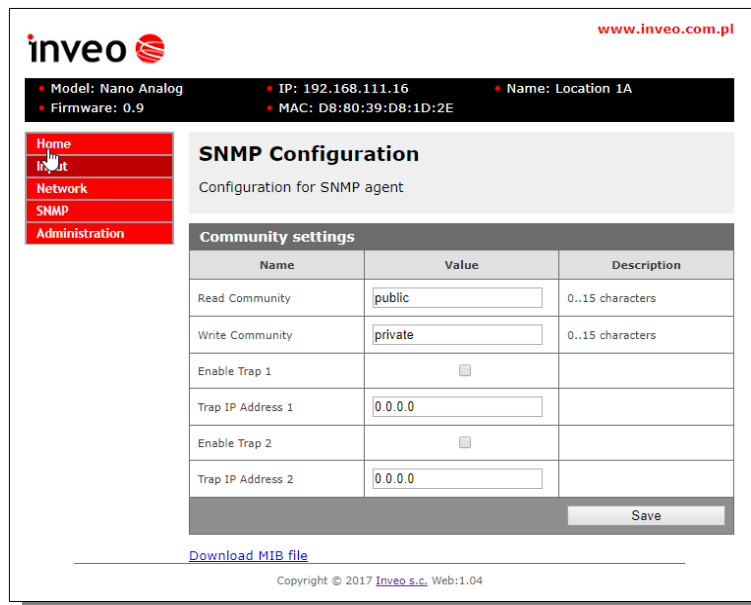 www.inveo.com.pl
inveo
• Model: Nano Analog • IP: 192.168.111.16 • Name: Location 1A
• Firmware: 0.9 • MAC: D8:80:39:D8:1D:2E
Home
Input
Network
SNMP
Administration
SNMP Configuration
Configuration for SNMP agent
Community settings
Name Value Description
Read Community public 0..15 characters
Write Community private 0..15 characters
Enable Trap 1
Trap IP Address 1 0.0.0.0
Enable Trap 2
Trap IP Address 2 0.0.0.0
Save
Download MIB file
Copyright © 2017 Inveo s.c. Web:1.04